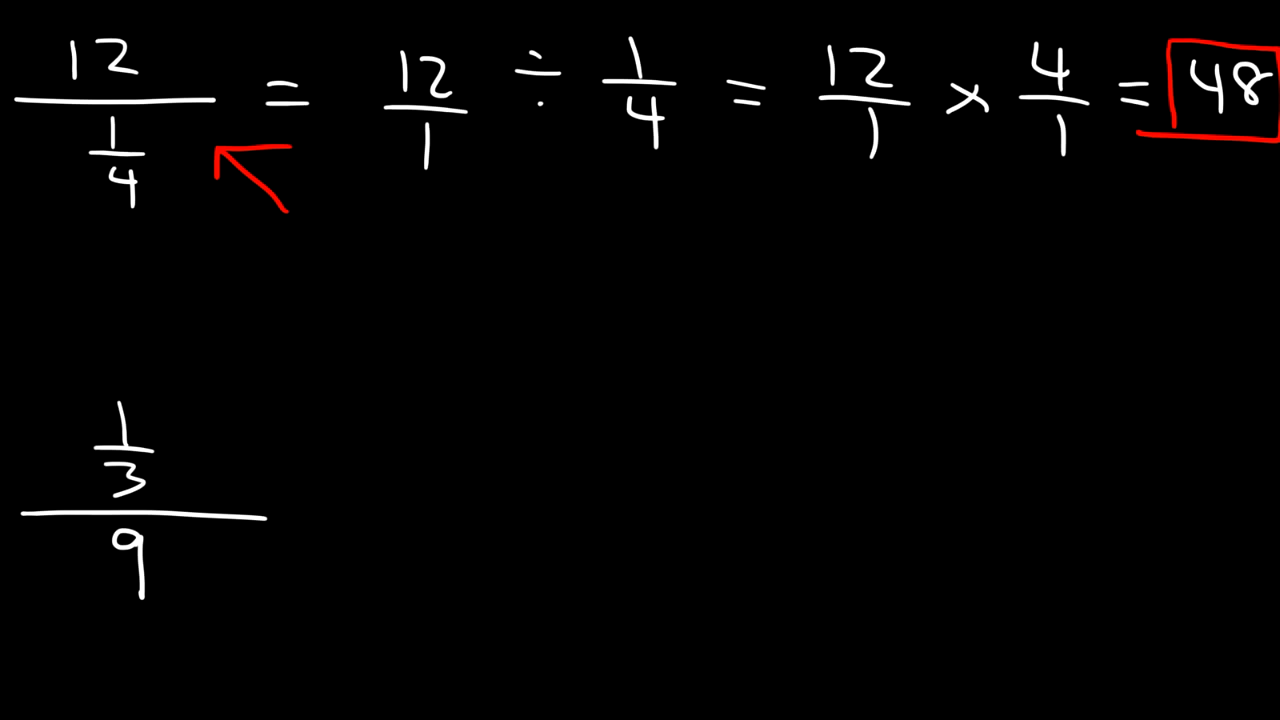 12/(1/4) = 12/1 ÷ 1/4 = 12/1 × 4/1 = 48
(1/3)/9